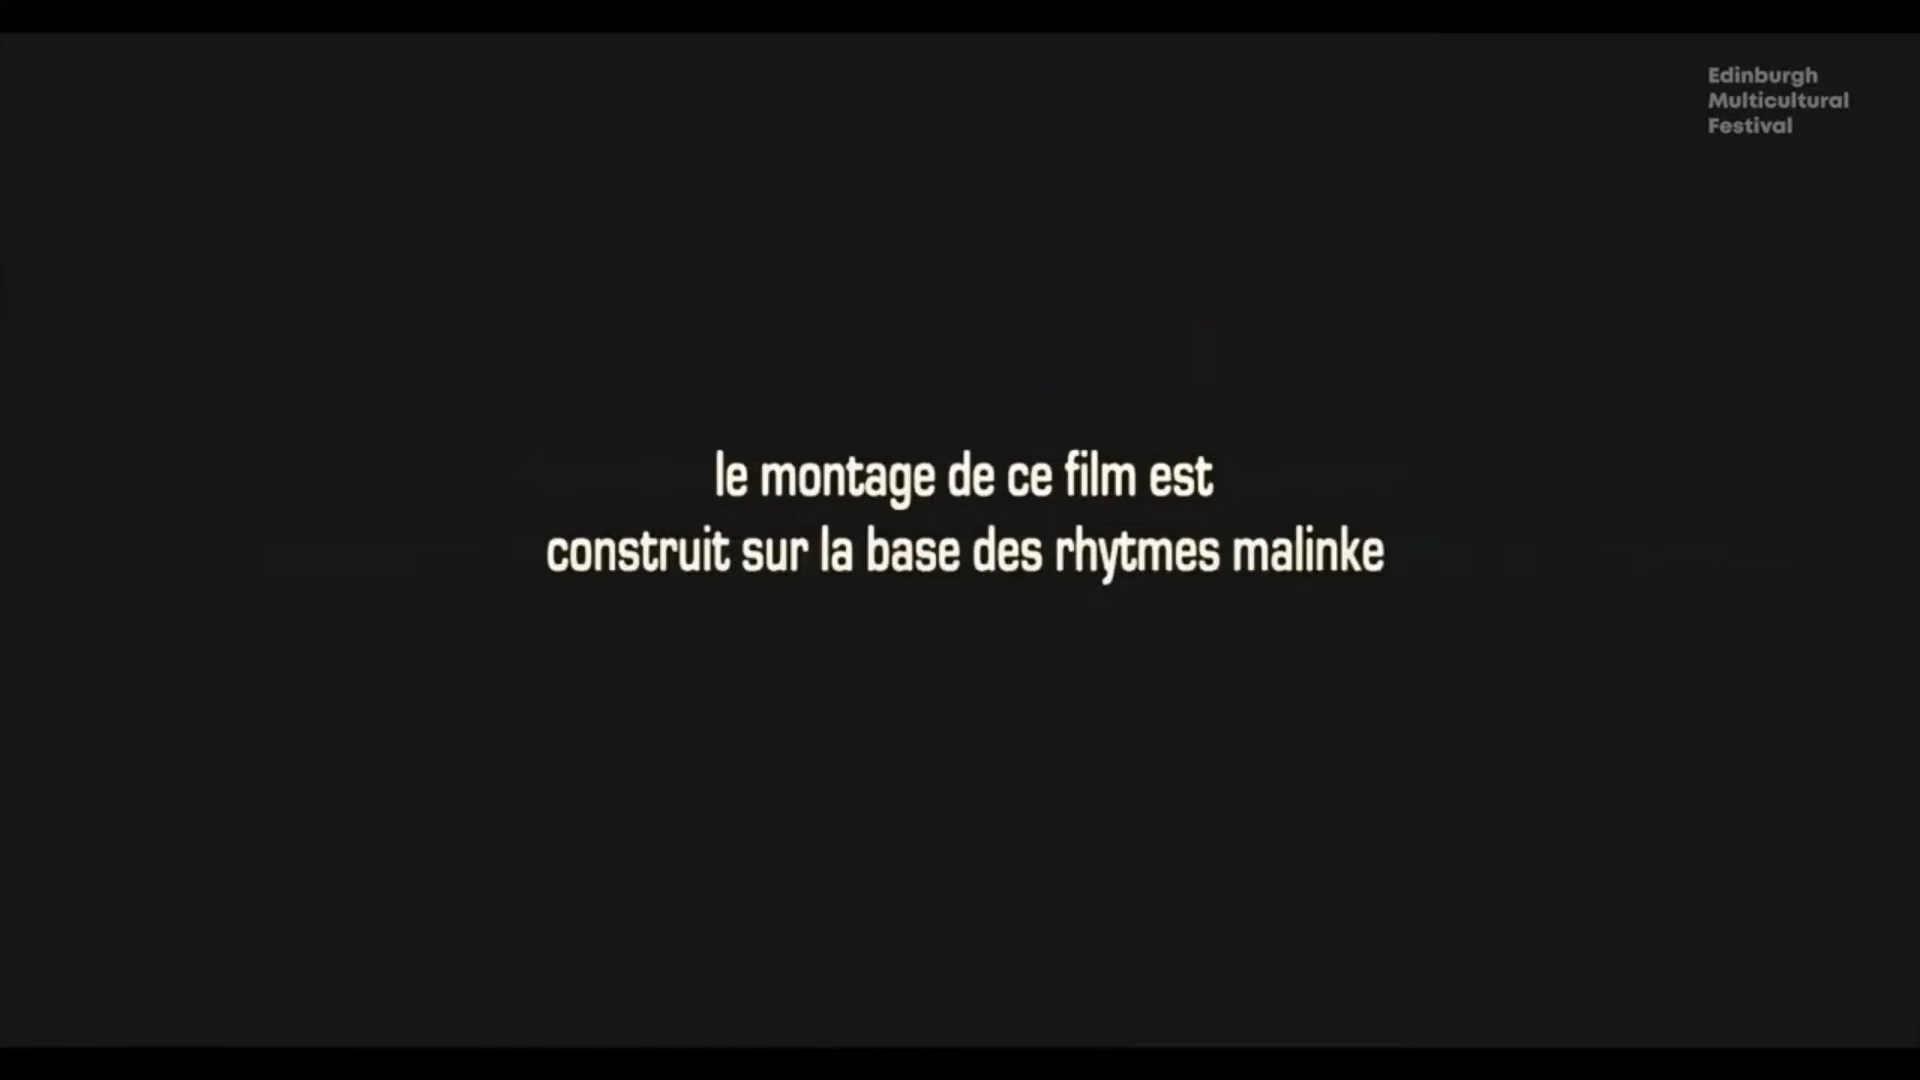 Edinburgh
Multicultural
Festival
le montage de ce film est
construit sur la base des rhytmes malinke